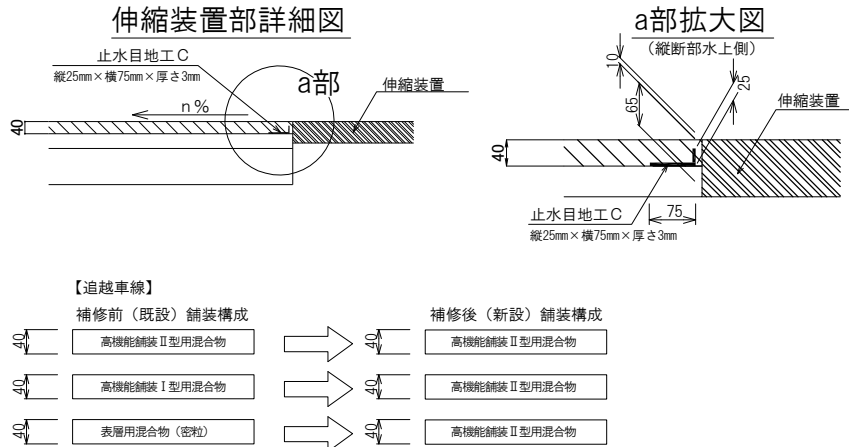 伸縮装置部詳細図
止水目地工C
縦25mm×横75mm×厚さ3mm
a部
伸縮装置
n%
40
a部拡大図
(縦断部水上側)
10
65
25
伸縮装置
40
止水目地工C
75
縦25mm×横75mm×厚さ3mm
【追越車線】
補修前(既設)舗装構成
補修後(新設)舗装構成
40
高機能舗装Ⅱ型用混合物
40
高機能舗装Ⅱ型用混合物
40
高機能舗装Ⅰ型用混合物
40
高機能舗装Ⅱ型用混合物
40
表層用混合物(密粒)
40
高機能舗装Ⅱ型用混合物